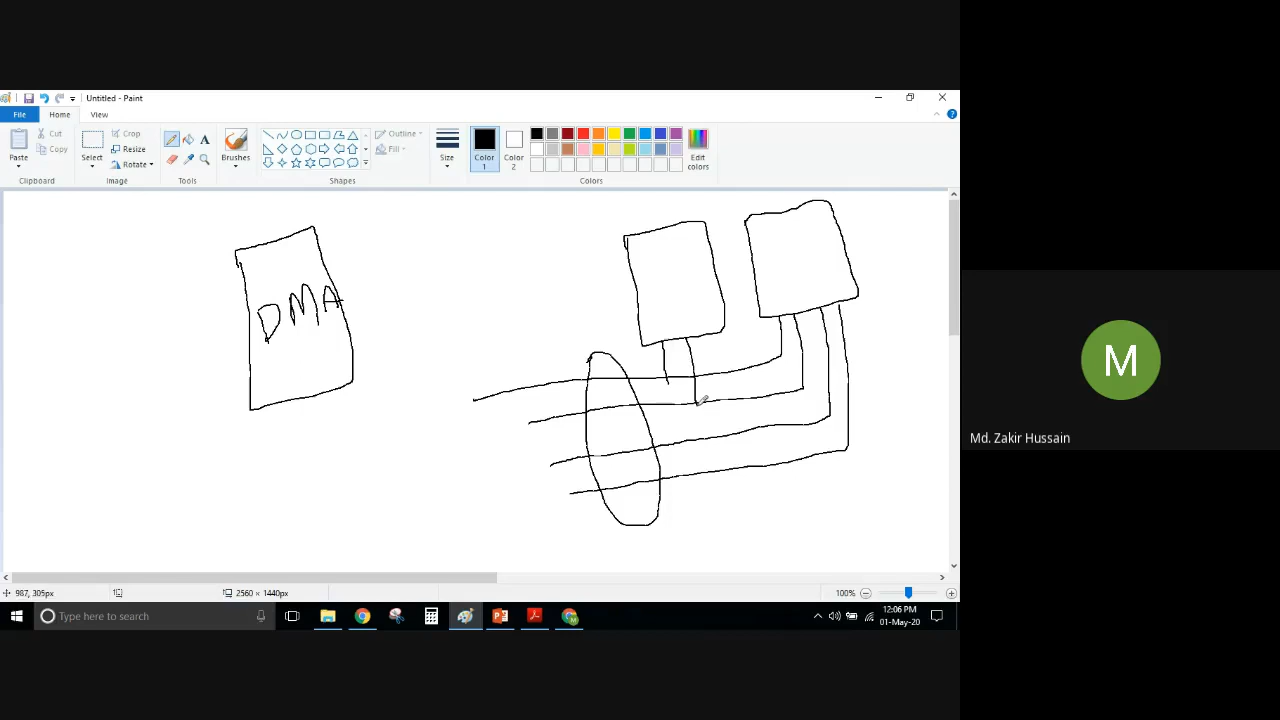 Untitled - Paint
File
Home
View
Paste
Cut
Copy
Clipboard
Select
Crop
Resize
Rotate
Image
Tools
Brushes
Shapes
Outline
Fill
Size
Color 1
Color 2
Edit colors
Colors
DMA
987, 305px
2560 × 1440px
100%
Type here to search
12:06 PM
01-May-20
M
Md. Zakir Hussain